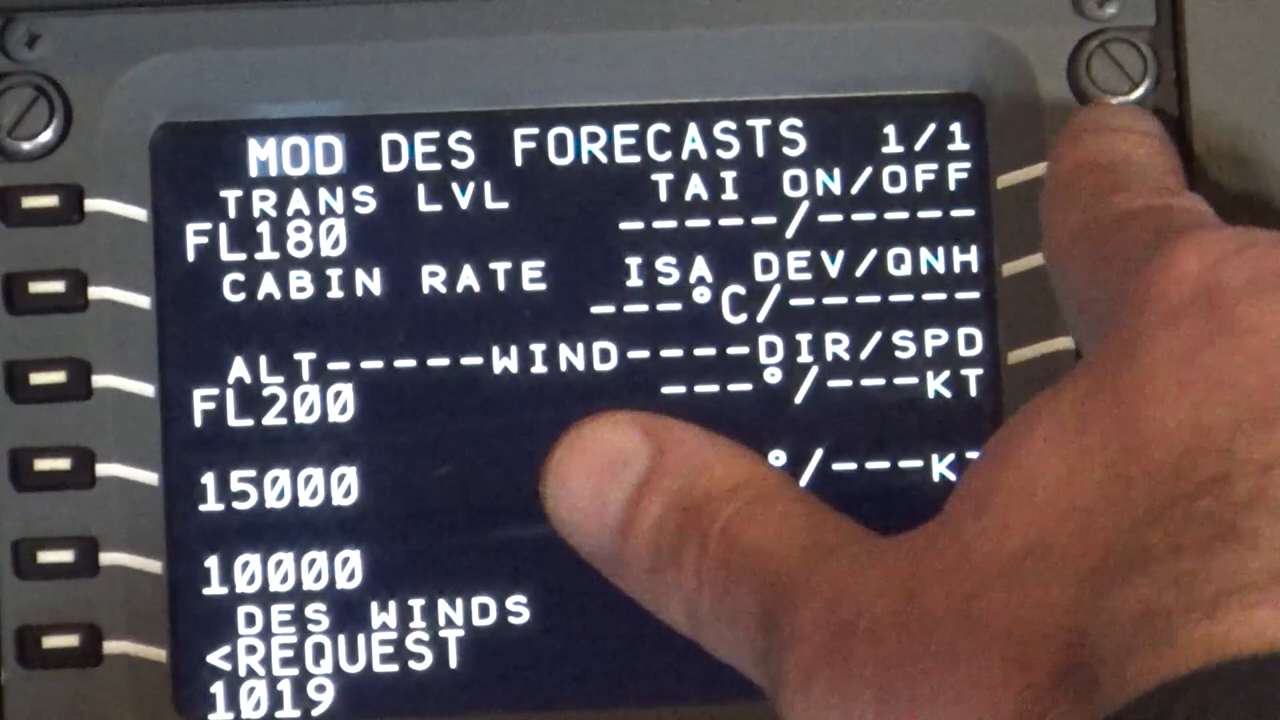 MOD DES FORECASTS 1/1
TRANS LVL TAI ON/OFF
FL180 -----/-----
CABIN RATE ISA DEV/QNH
---°C/------
ALT-----WIND----DIR/SPD
FL200 ---°/---KT
15000 °/---KT
10000
DES WINDS
<REQUEST
1019